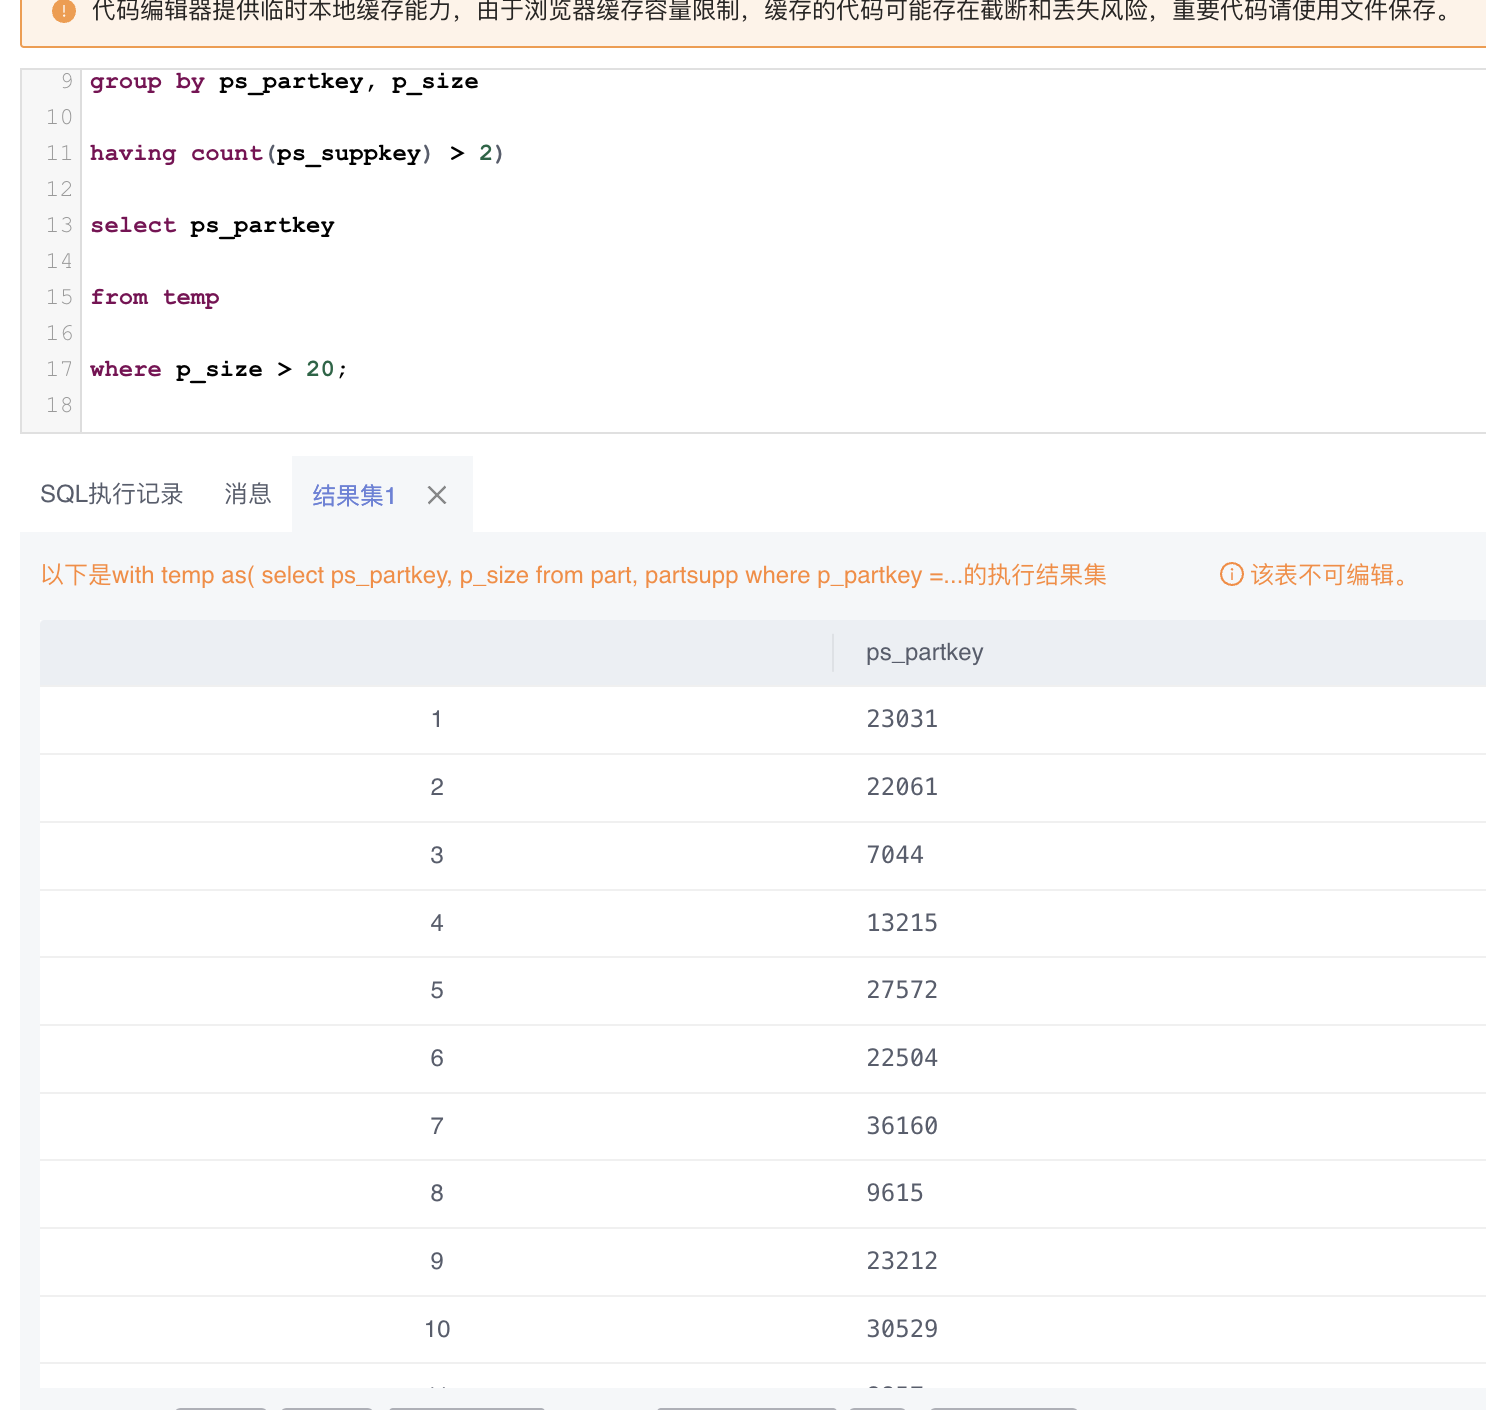 代码编辑器提供临时本地缓存能力，由于浏览器缓存容量限制，缓存的代码可能存在截断和丢失风险，重要代码请使用文件保存。
9 group by ps_partkey, p_size
10
11 having count(ps_suppkey) > 2)
12
13 select ps_partkey
14
15 from temp
16
17 where p_size > 20;
18
SQL执行记录 消息 结果集1
以下是with temp as( select ps_partkey, p_size from part, partsupp where p_partkey =...的执行结果集 该表不可编辑。
ps_partkey
1 23031
2 22061
3 7044
4 13215
5 27572
6 22504
7 36160
8 9615
9 23212
10 30529